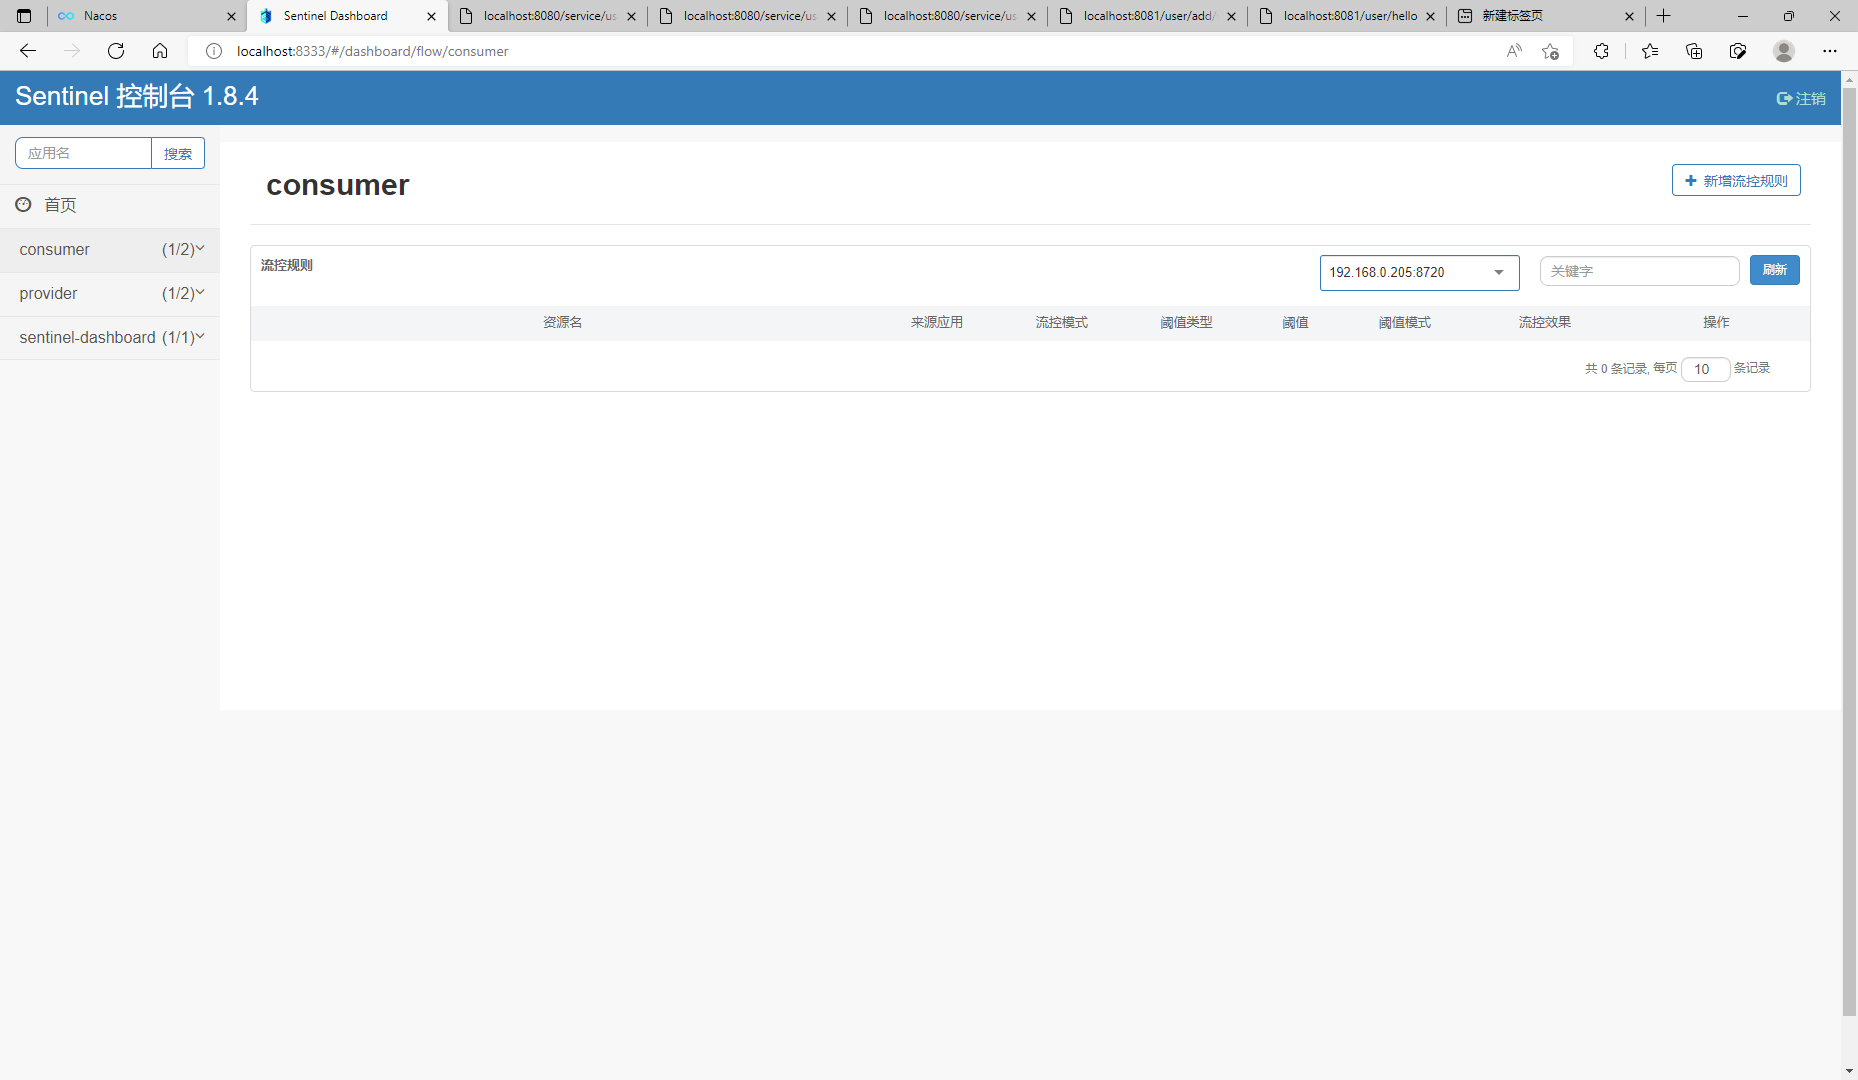 Nacos
Sentinel Dashboard
localhost:8080/service/us
localhost:8080/service/us
localhost:8080/service/us
localhost:8081/user/add/
localhost:8081/user/hello
新建标签页
localhost:8333/#/dashboard/flow/consumer
Sentinel 控制台 1.8.4
注销
应用名
搜索
首页
consumer (1/2)
provider (1/2)
sentinel-dashboard (1/1)
consumer
新增流控规则
流控规则
192.168.0.205:8720
关键字
刷新
资源名 来源应用 流控模式 阈值类型 阈值 阈值模式 流控效果 操作
共 0 条记录, 每页 10 条记录